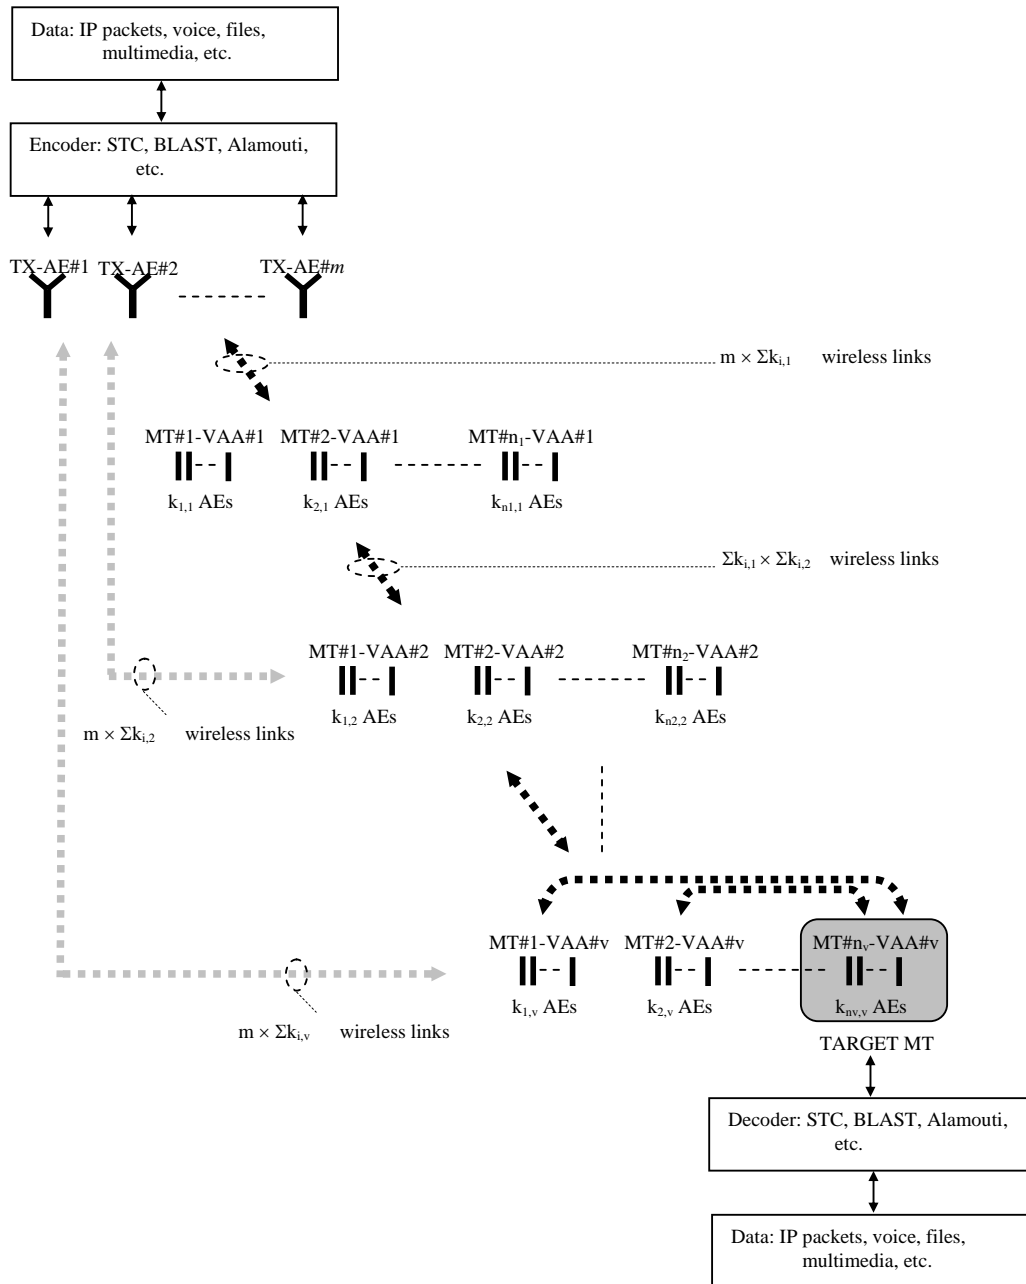 Data: IP packets, voice, files,
multimedia, etc.
Encoder: STC, BLAST, Alamouti,
etc.
TX-AE#1 TX-AE#2 TX-AE#m
m × Σk_{i,1} wireless links
MT#1-VAA#1 MT#2-VAA#1 MT#n_1-VAA#1
k_{1,1} AEs k_{2,1} AEs k_{n1,1} AEs
Σk_{i,1} × Σk_{i,2} wireless links
MT#1-VAA#2 MT#2-VAA#2 MT#n_2-VAA#2
k_{1,2} AEs k_{2,2} AEs k_{n2,2} AEs
m × Σk_{i,2} wireless links
MT#1-VAA#v MT#2-VAA#v MT#n_v-VAA#v
k_{1,v} AEs k_{2,v} AEs k_{nv,v} AEs
m × Σk_{i,v} wireless links
TARGET MT
Decoder: STC, BLAST, Alamouti,
etc.
Data: IP packets, voice, files,
multimedia, etc.